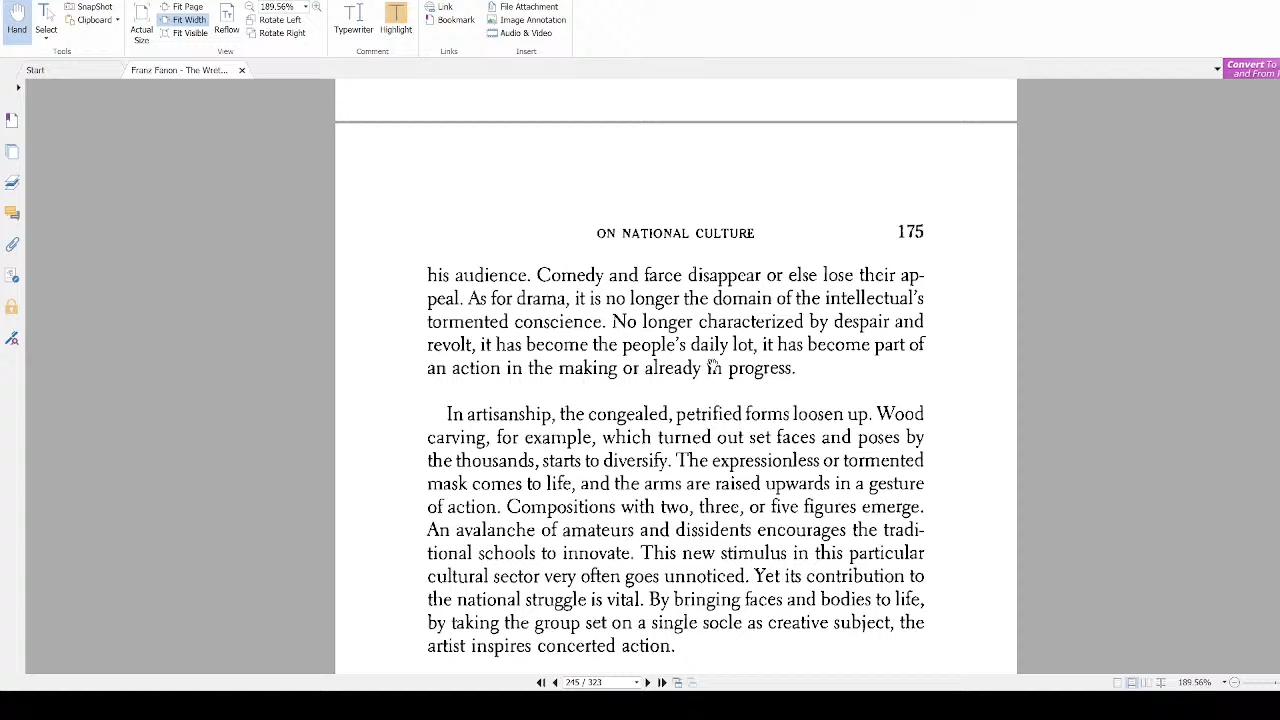 SnapShot
Fit Page
189.56%
Rotate Left
Link
File Attachment
Clipboard
Fit Width
Bookmark
Image Annotation
Hand
Select
Actual
Size
Fit Visible
Reflow
Rotate Right
Typewriter
Highlight
Audio & Video
Tools
View
Comment
Links
Insert
Start
Franz Fanon - The Wret...
Convert To
and From
ON NATIONAL CULTURE 175
his audience. Comedy and farce disappear or else lose their ap-
peal. As for drama, it is no longer the domain of the intellectual's
tormented conscience. No longer characterized by despair and
revolt, it has become the people's daily lot, it has become part of
an action in the making or already in progress.
In artisanship, the congealed, petrified forms loosen up. Wood
carving, for example, which turned out set faces and poses by
the thousands, starts to diversify. The expressionless or tormented
mask comes to life, and the arms are raised upwards in a gesture
of action. Compositions with two, three, or five figures emerge.
An avalanche of amateurs and dissidents encourages the tradi-
tional schools to innovate. This new stimulus in this particular
cultural sector very often goes unnoticed. Yet its contribution to
the national struggle is vital. By bringing faces and bodies to life,
by taking the group set on a single socle as creative subject, the
artist inspires concerted action.
245 / 323
189.56%